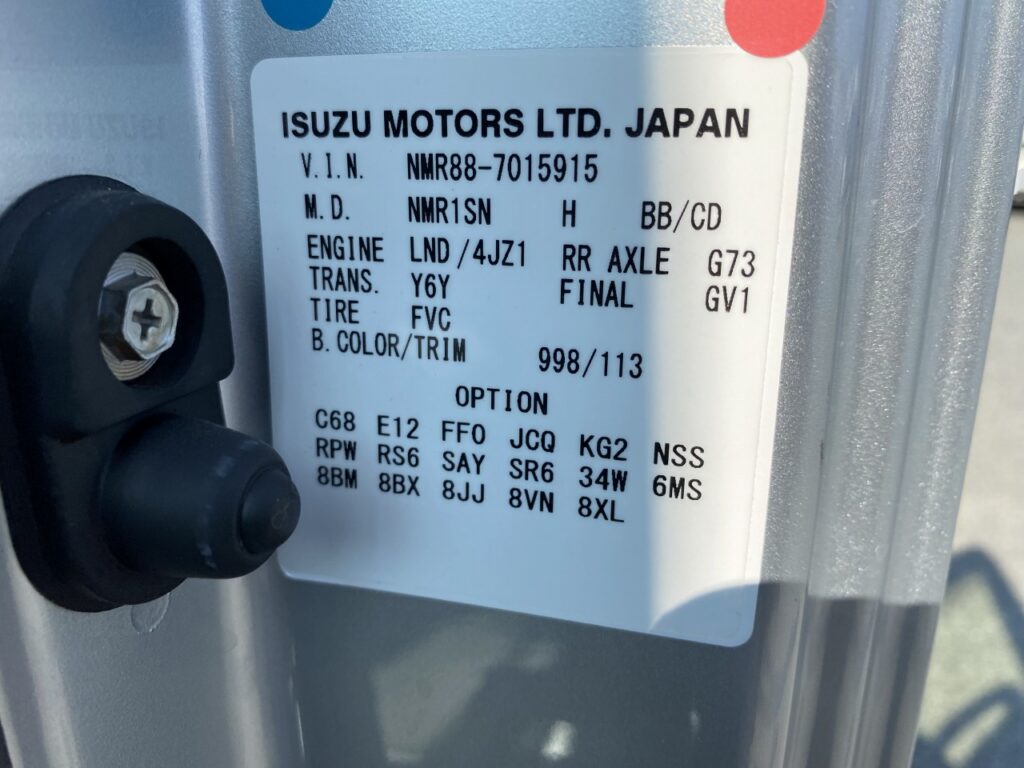 ISUZU MOTORS LTD. JAPAN
V.I.N. NMR88-7015915
M.D. NMR1SN H BB/CD
ENGINE LND/4JZ1 RR AXLE G73
TRANS. Y6Y FINAL GV1
TIRE FVC
B.COLOR/TRIM 998/113
OPTION
C68 E12 FF0 JCQ KG2 NSS
RPW RS6 SAY SR6 34W 6MS
8BM 8BX 8JJ 8VN 8XL